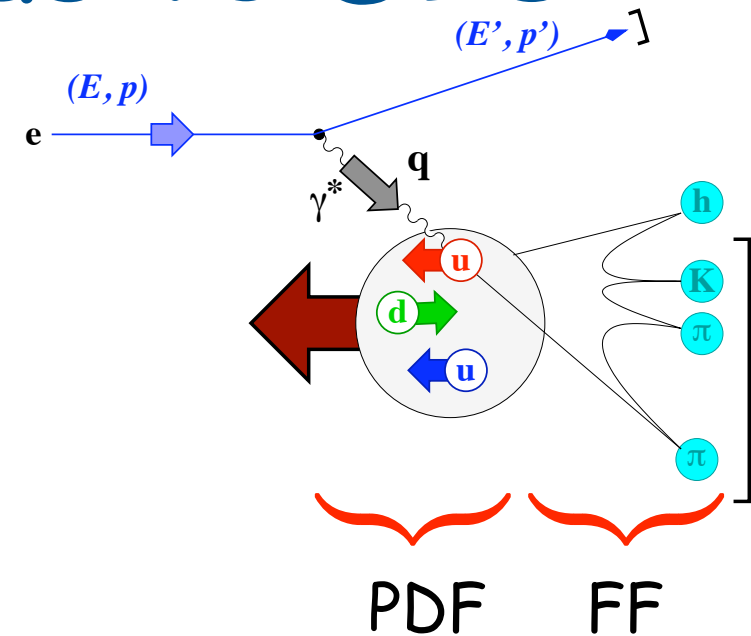 (E', p')
(E, p)
e
q
γ*
h
u
K
d
π
u
π
PDF FF